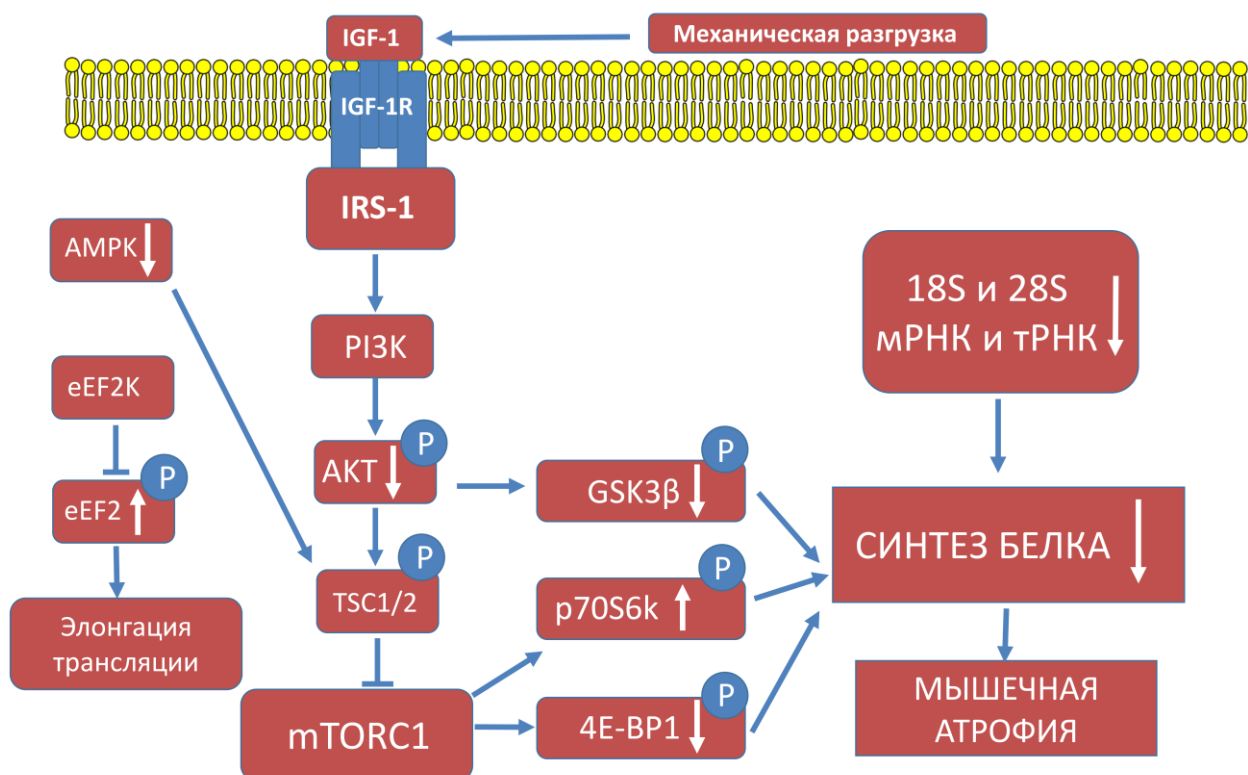 IGF-1
Механическая разгрузка
IGF-1R
IRS-1
AMPK
PI3K
eEF2K
eEF2
P
AKT
P
TSC1/2
P
mTORC1
Элонгация
трансляции
GSK3β
P
p70S6k
P
4E-BP1
P
18S и 28S
мРНК и тРНК
СИНТЕЗ БЕЛКА
МЫШЕЧНАЯ
АТРОФИЯ